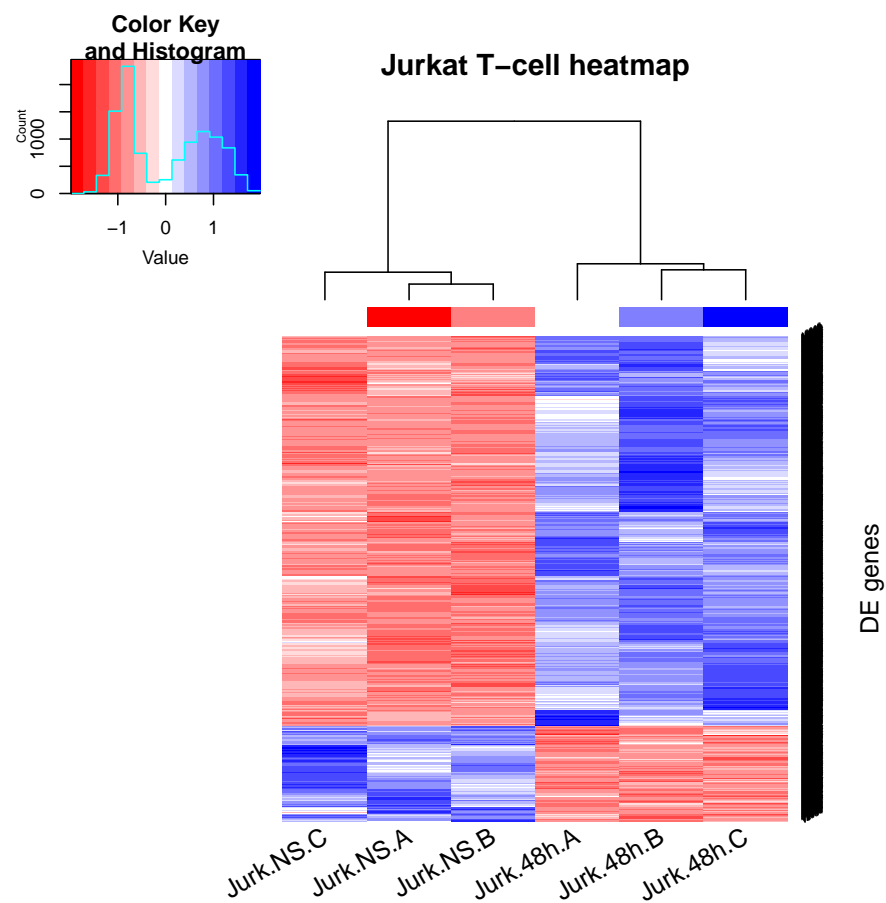 Color Key
and Histogram
Count
0
1000
−1
0
1
Value
Jurkat T−cell heatmap
DE genes
Jurk.NS.C
Jurk.NS.A
Jurk.NS.B
Jurk.48h.A
Jurk.48h.B
Jurk.48h.C